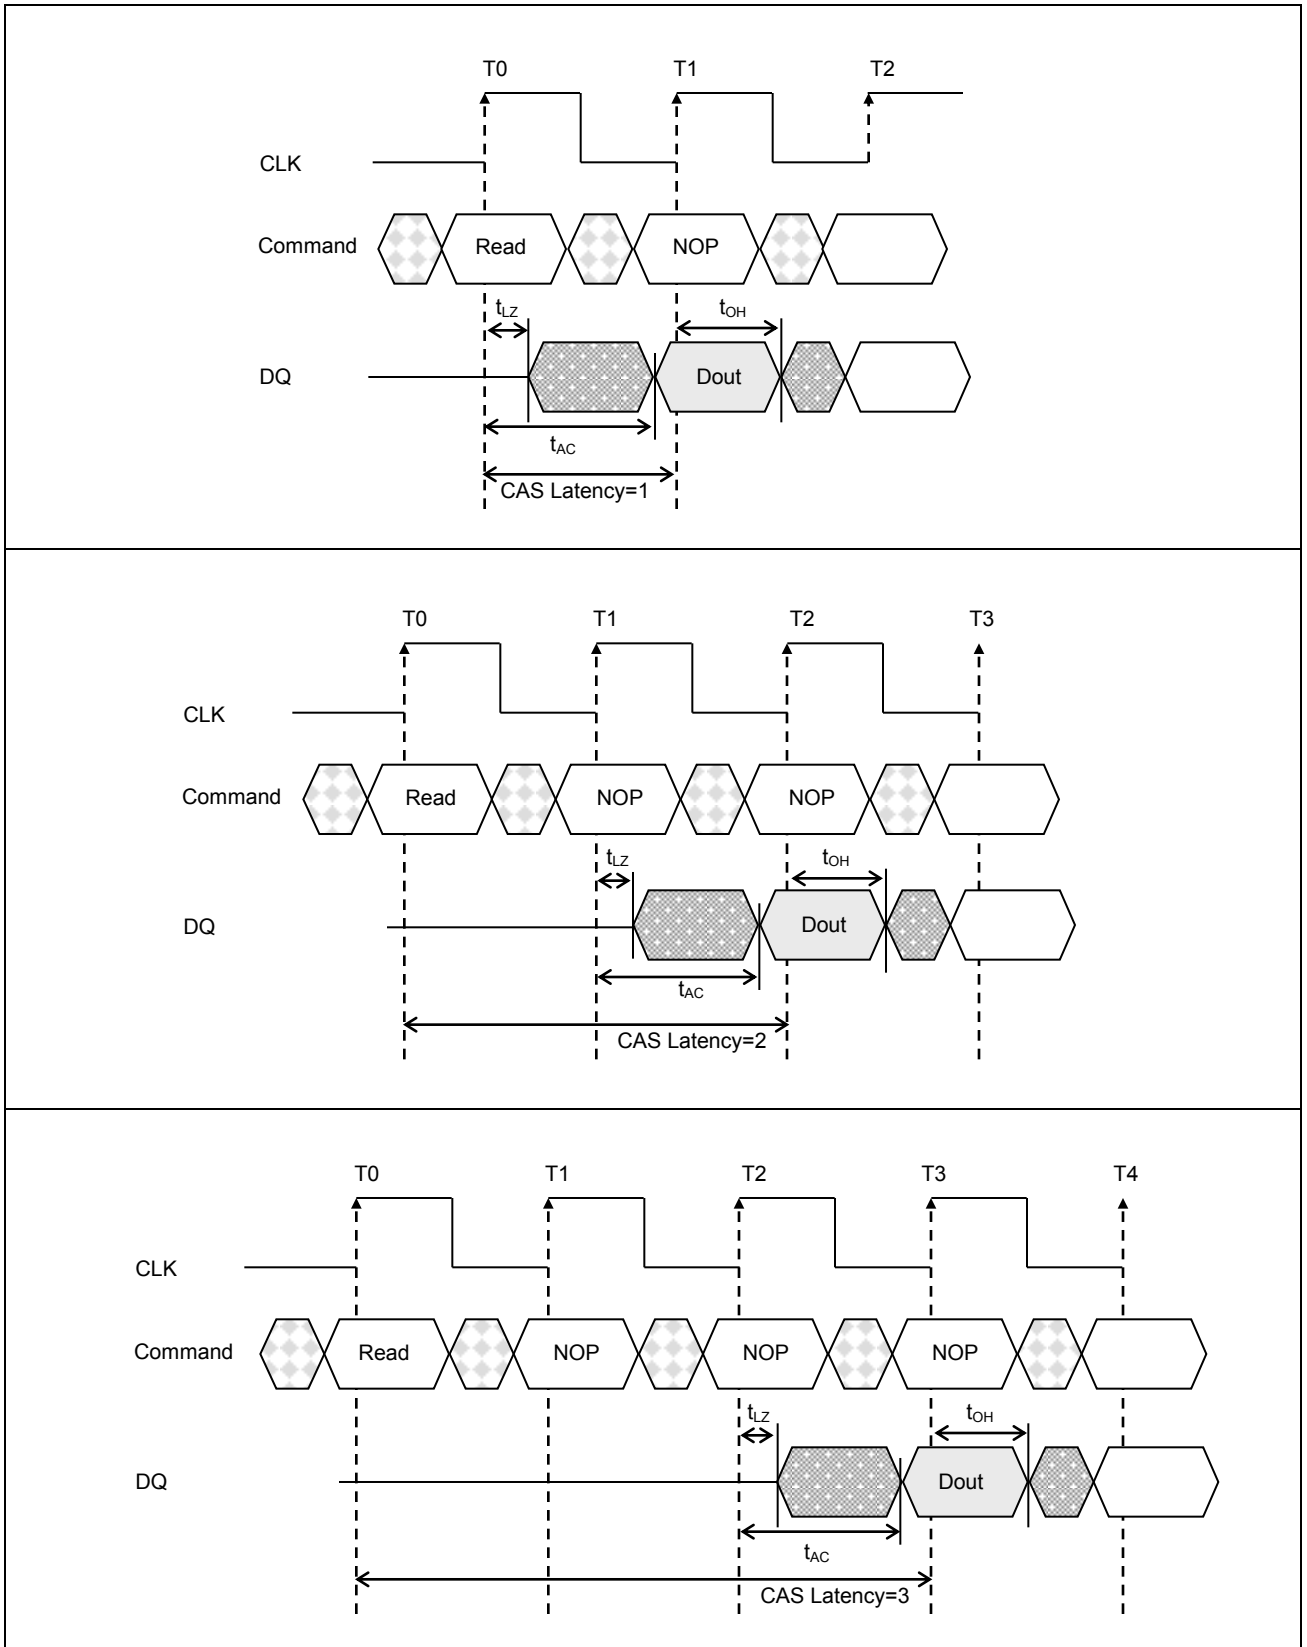 T0 T1 T2
CLK
Command Read NOP
tLZ tOH
DQ Dout
tAC
CAS Latency=1
T0 T1 T2 T3
CLK
Command Read NOP NOP
tLZ tOH
DQ Dout
tAC
CAS Latency=2
T0 T1 T2 T3 T4
CLK
Command Read NOP NOP NOP
tLZ tOH
DQ Dout
tAC
CAS Latency=3